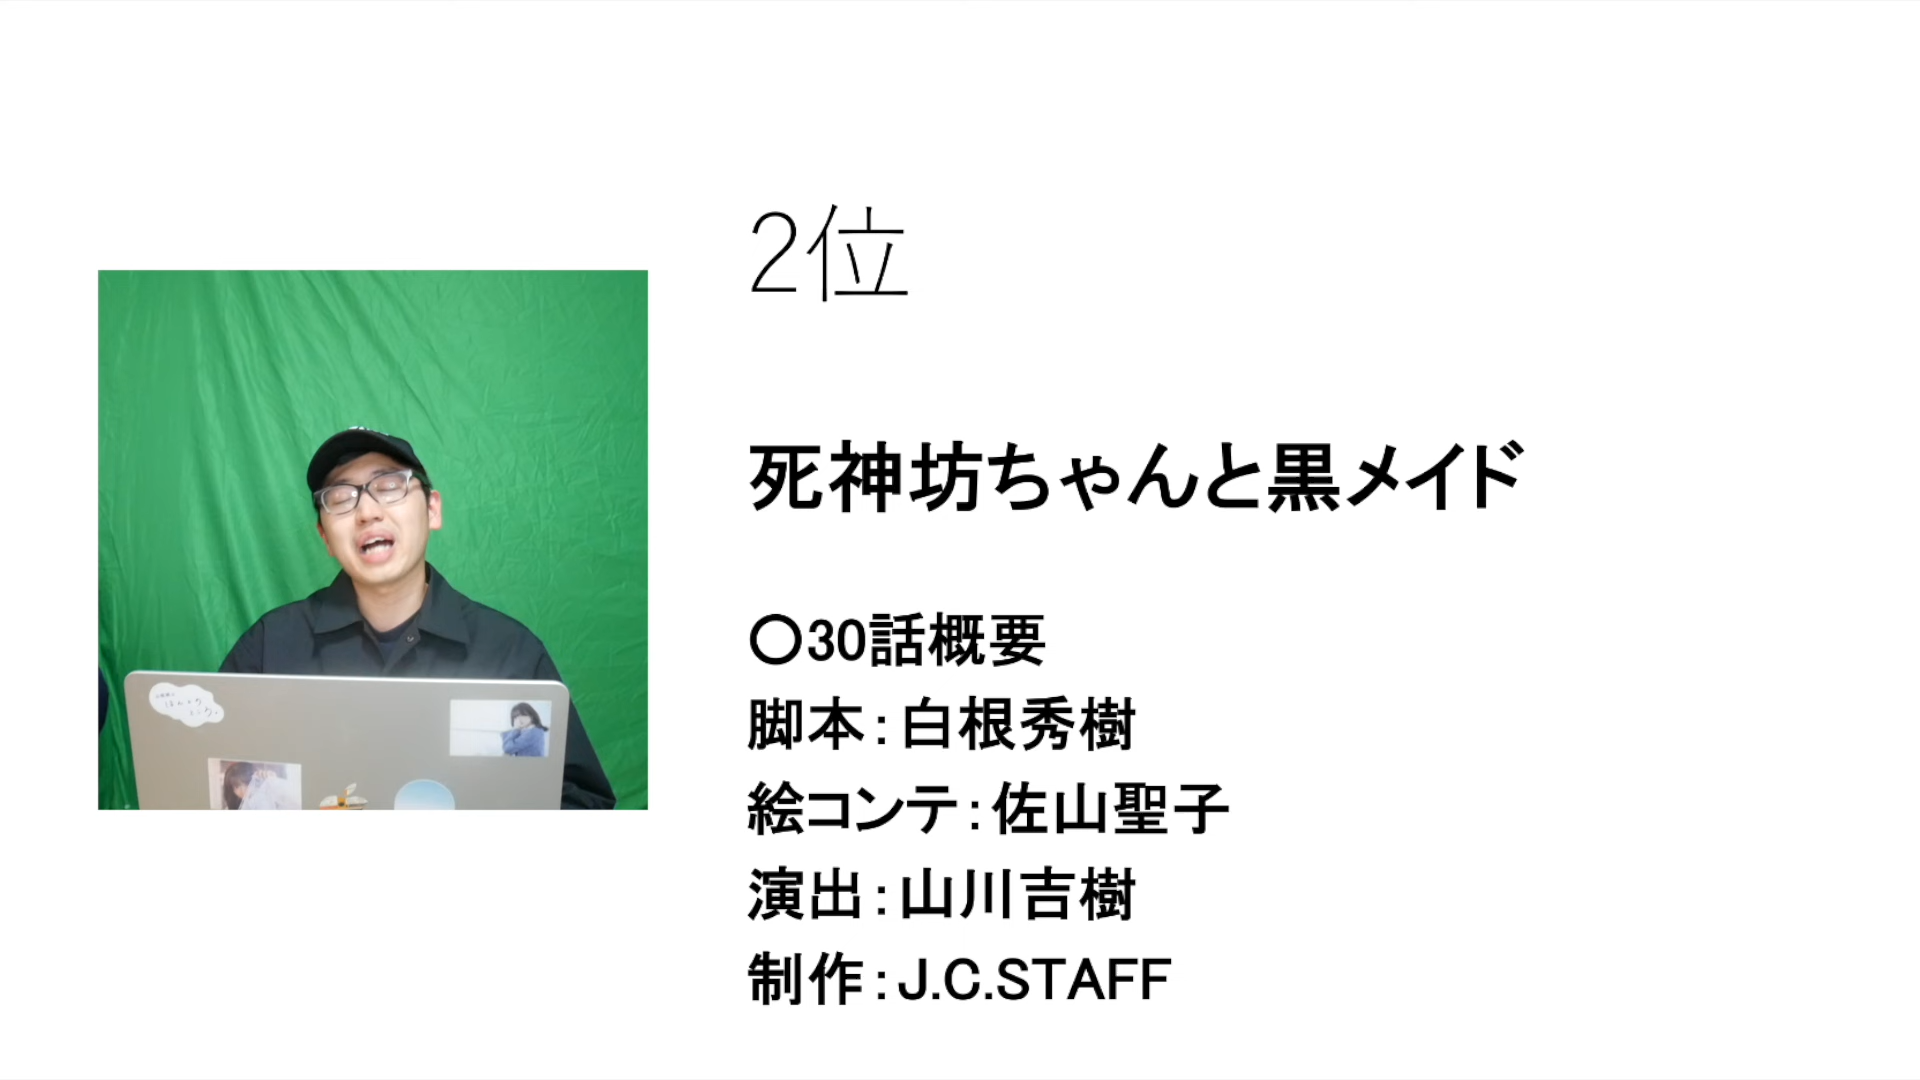 2位
死神坊ちゃんと黒メイド
〇30話概要
脚本：白根秀樹
絵コンテ：佐山聖子
演出：山川吉樹
制作：J.C.STAFF